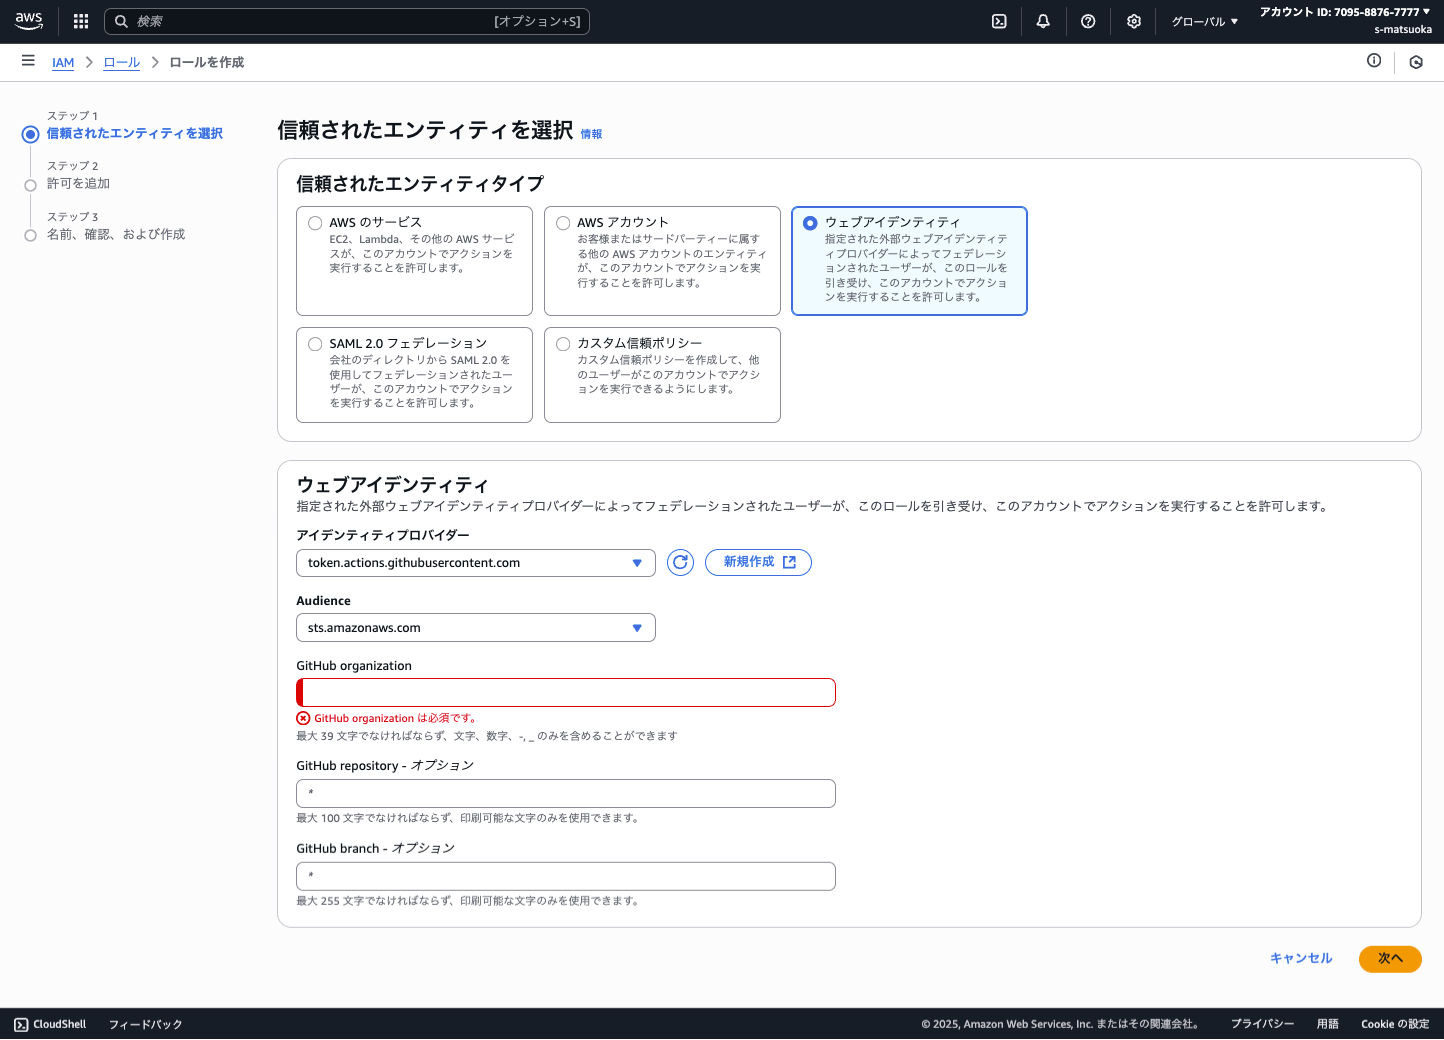 aws
検索
[オプション+S]
グローバル
アカウント ID: 7095-8876-7777
s-matsuoka
IAM
ロール
ロールを作成
ステップ 1
信頼されたエンティティを選択
ステップ 2
許可を追加
ステップ 3
名前、確認、および作成
信頼されたエンティティを選択 情報
信頼されたエンティティタイプ
AWS のサービス
EC2、Lambda、その他の AWS サービ
スが、このアカウントでアクションを
実行することを許可します。
AWS アカウント
お客様またはサードパーティーに属す
る他の AWS アカウントのエンティティ
が、このアカウントでアクションを実
行することを許可します。
ウェブアイデンティティ
指定された外部ウェブアイデンティテ
ィプロバイダーによってフェデレーシ
ョンされたユーザーが、このロールを
引き受け、このアカウントでアクショ
ンを実行することを許可します。
SAML 2.0 フェデレーション
会社のディレクトリから SAML 2.0 を
使用してフェデレーションされたユー
ザーが、このアカウントでアクション
を実行することを許可します。
カスタム信頼ポリシー
カスタム信頼ポリシーを作成して、他
のユーザーがこのアカウントでアクシ
ョンを実行できるようにします。
ウェブアイデンティティ
指定された外部ウェブアイデンティティプロバイダーによってフェデレーションされたユーザーが、このロールを引き受け、このアカウントでアクションを実行することを許可します。
アイデンティティプロバイダー
token.actions.githubusercontent.com
新規作成
Audience
sts.amazonaws.com
GitHub organization
GitHub organization は必須です。
最大 39 文字でなければならず、文字、数字、-, _ のみを含めることができます
GitHub repository - オプション
*
最大 100 文字でなければならず、印刷可能な文字のみを使用できます。
GitHub branch - オプション
*
最大 255 文字でなければならず、印刷可能な文字のみを使用できます。
キャンセル
次へ
CloudShell
フィードバック
© 2025, Amazon Web Services, Inc. またはその関連会社。
プライバシー
用語
Cookie の設定